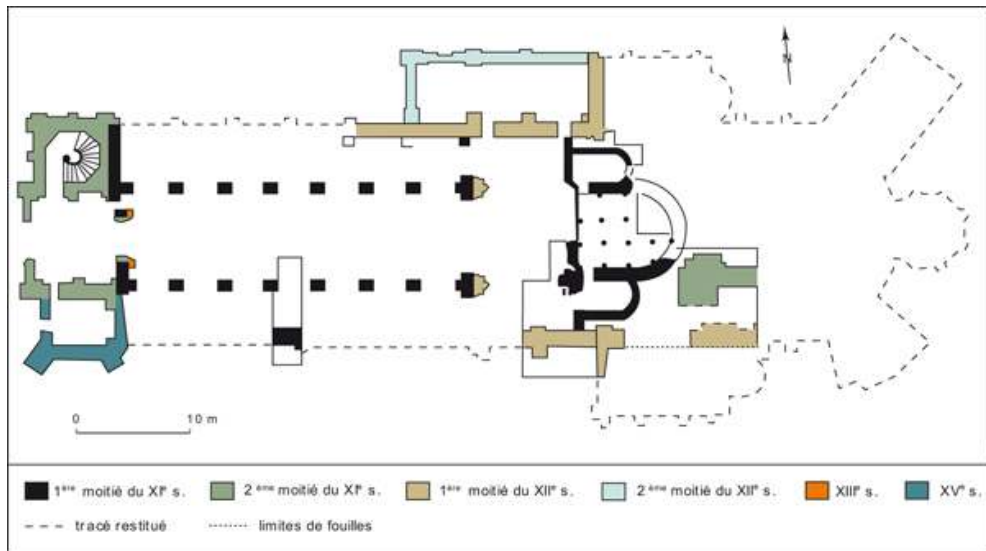 N
0 10 m
1ère moitié du XIe s. 2ème moitié du XIe s. 1ère moitié du XIIe s. 2ème moitié du XIIe s. XIIIe s. XVe s.
tracé restitué limites de fouilles